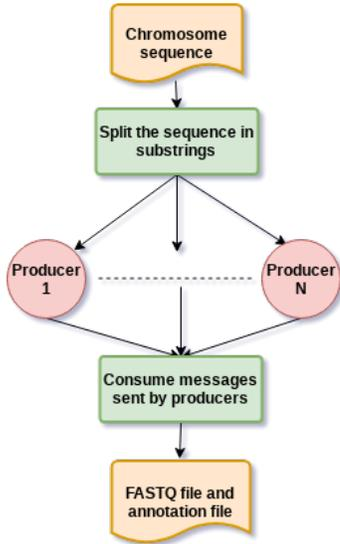 Chromosome
sequence
Split the sequence in
substrings
Producer
1
Producer
N
Consume messages
sent by producers
FASTQ file and
annotation file